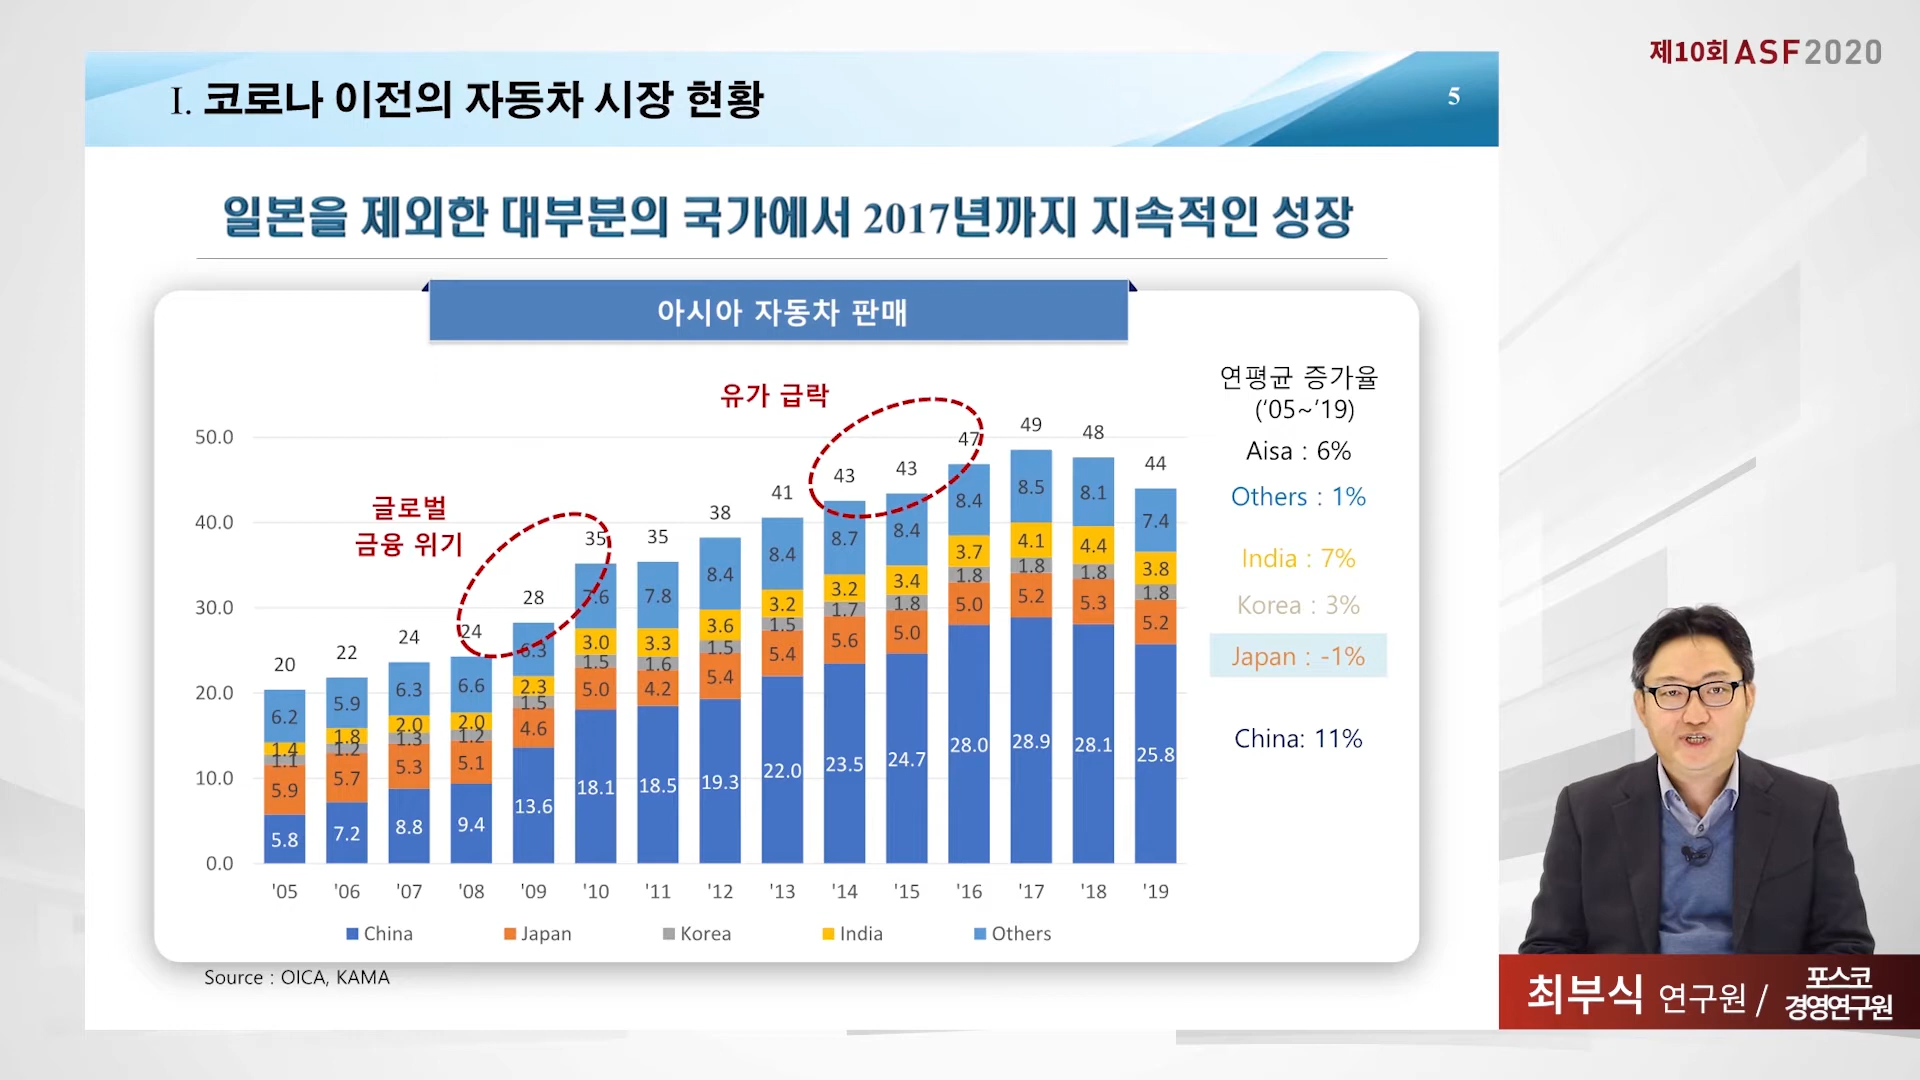 제10회 ASF2020
I. 코로나 이전의 자동차 시장 현황
5
일본을 제외한 대부분의 국가에서 2017년까지 지속적인 성장
아시아 자동차 판매
유가 급락
글로벌
금융 위기
연평균 증가율
(‘05~’19)
Aisa : 6%
Others : 1%
India : 7%
Korea : 3%
Japan : -1%
China: 11%
50.0
40.0
30.0
20.0
10.0
0.0
20 22 24 24 28 35 35 38 41 43 43 47 49 48 44
6.2 5.9 6.3 6.6 6.3 7.6 7.8 8.4 8.4 8.7 8.4 8.4 8.5 8.1 7.4
1.4 1.8 2.0 2.0 2.3 3.0 3.3 3.6 3.2 3.2 3.4 3.7 4.1 4.4 3.8
1.1 1.2 1.3 1.2 1.5 1.5 1.6 1.5 1.5 1.7 1.8 1.8 1.8 1.8 1.8
5.9 5.7 5.3 5.1 4.6 5.0 4.2 5.4 5.4 5.6 5.0 5.0 5.2 5.3 5.2
5.8 7.2 8.8 9.4 13.6 18.1 18.5 19.3 22.0 23.5 24.7 28.0 28.9 28.1 25.8
'05 '06 '07 '08 '09 '10 '11 '12 '13 '14 '15 '16 '17 '18 '19
China Japan Korea India Others
Source : OICA, KAMA
최부식 연구원 / 포스코
경영연구원